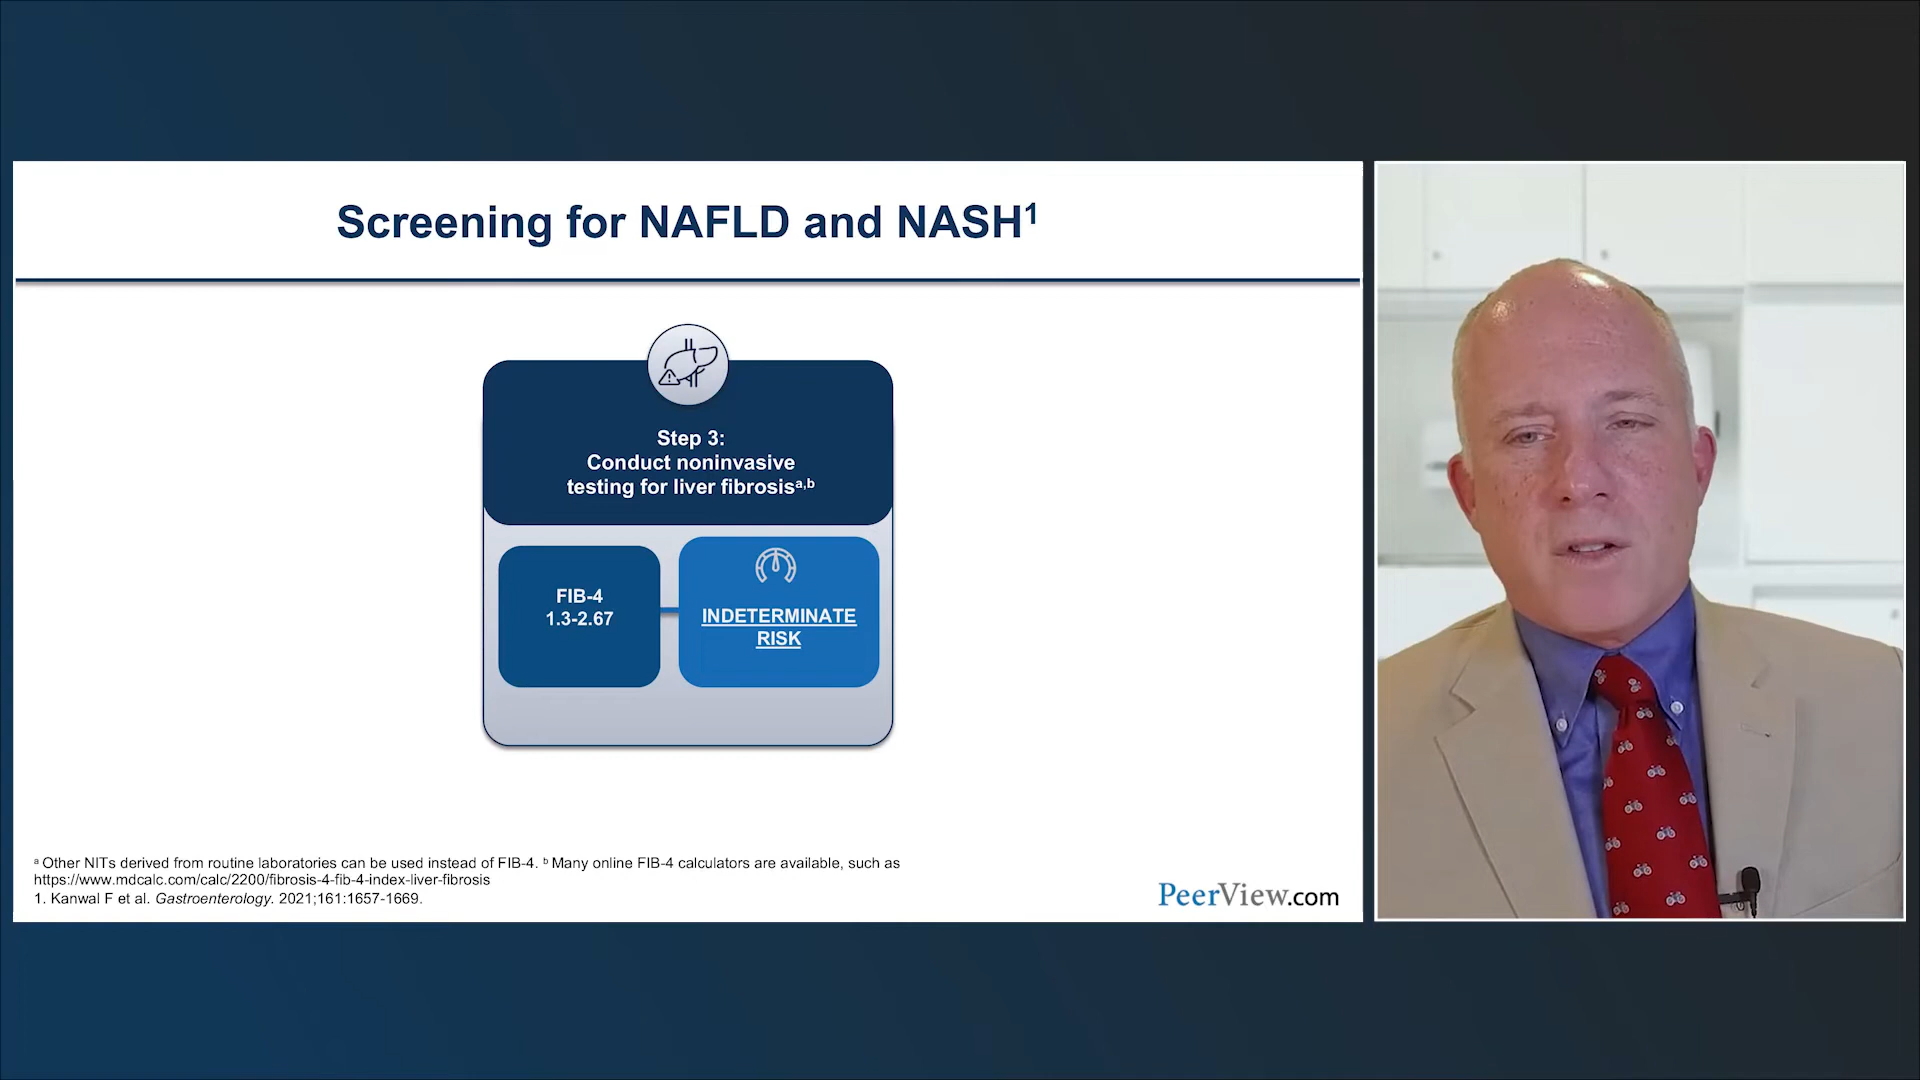 Screening for NAFLD and NASH¹
Step 3:
Conduct noninvasive
testing for liver fibrosisᵃ,ᵇ
FIB-4
1.3-2.67
INDETERMINATE
RISK
ᵃ Other NITs derived from routine laboratories can be used instead of FIB-4. ᵇ Many online FIB-4 calculators are available, such as
https://www.mdcalc.com/calc/2200/fibrosis-4-fib-4-index-liver-fibrosis
1. Kanwal F et al. Gastroenterology. 2021;161:1657-1669.
PeerView.com